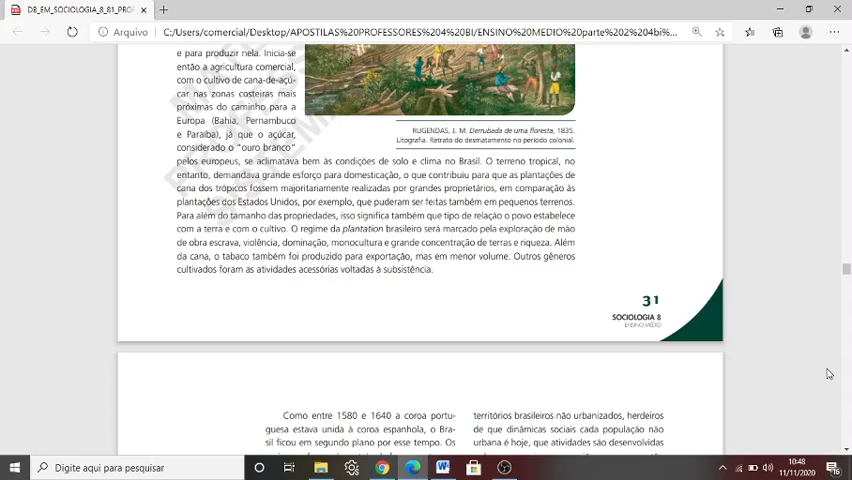 DB_EM_SOCIOLOGIA_8_81_PRO
Arquivo
C:/Users/comercial/Desktop/APOSTILAS%20PROFESSORES%204%20BI/ENSINO%20MEDIO%20parte%202%204bi%...
e para produzir nela. Inicia-se
então a agricultura comercial,
com o cultivo de cana-de-açú-
car nas zonas costeiras mais
próximas do caminho para a
Europa (Bahia, Pernambuco
e Paraíba), já que o açúcar,
considerado o “ouro branco”
RUGENDAS, J. M. Derrubada de uma floresta, 1835.
Litografia. Retrato do desmatamento no período colonial.
pelos europeus, se aclimatava bem às condições de solo e clima no Brasil. O terreno tropical, no
entanto, demandava grande esforço para domesticação, o que contribuiu para que as plantações de
cana dos trópicos fossem majoritariamente realizadas por grandes proprietários, em comparação às
plantações dos Estados Unidos, por exemplo, que puderam ser feitas também em pequenos terrenos.
Para além do tamanho das propriedades, isso significa também que tipo de relação o povo estabelece
com a terra e com o cultivo. O regime da plantation brasileiro será marcado pela exploração de mão
de obra escrava, violência, dominação, monocultura e grande concentração de terras e riqueza. Além
da cana, o tabaco também foi produzido para exportação, mas em menor volume. Outros gêneros
cultivados foram as atividades acessórias voltadas à subsistência.
31
SOCIOLOGIA 8
ENSINO MÉDIO
Como entre 1580 e 1640 a coroa portu-
guesa estava unida à coroa espanhola, o Bra-
sil ficou em segundo plano por esse tempo. Os
territórios brasileiros não urbanizados, herdeiros
de que dinâmicas sociais cada população não
urbana é hoje, que atividades são desenvolvidas
Digite aqui para pesquisar
10:48
11/11/2020